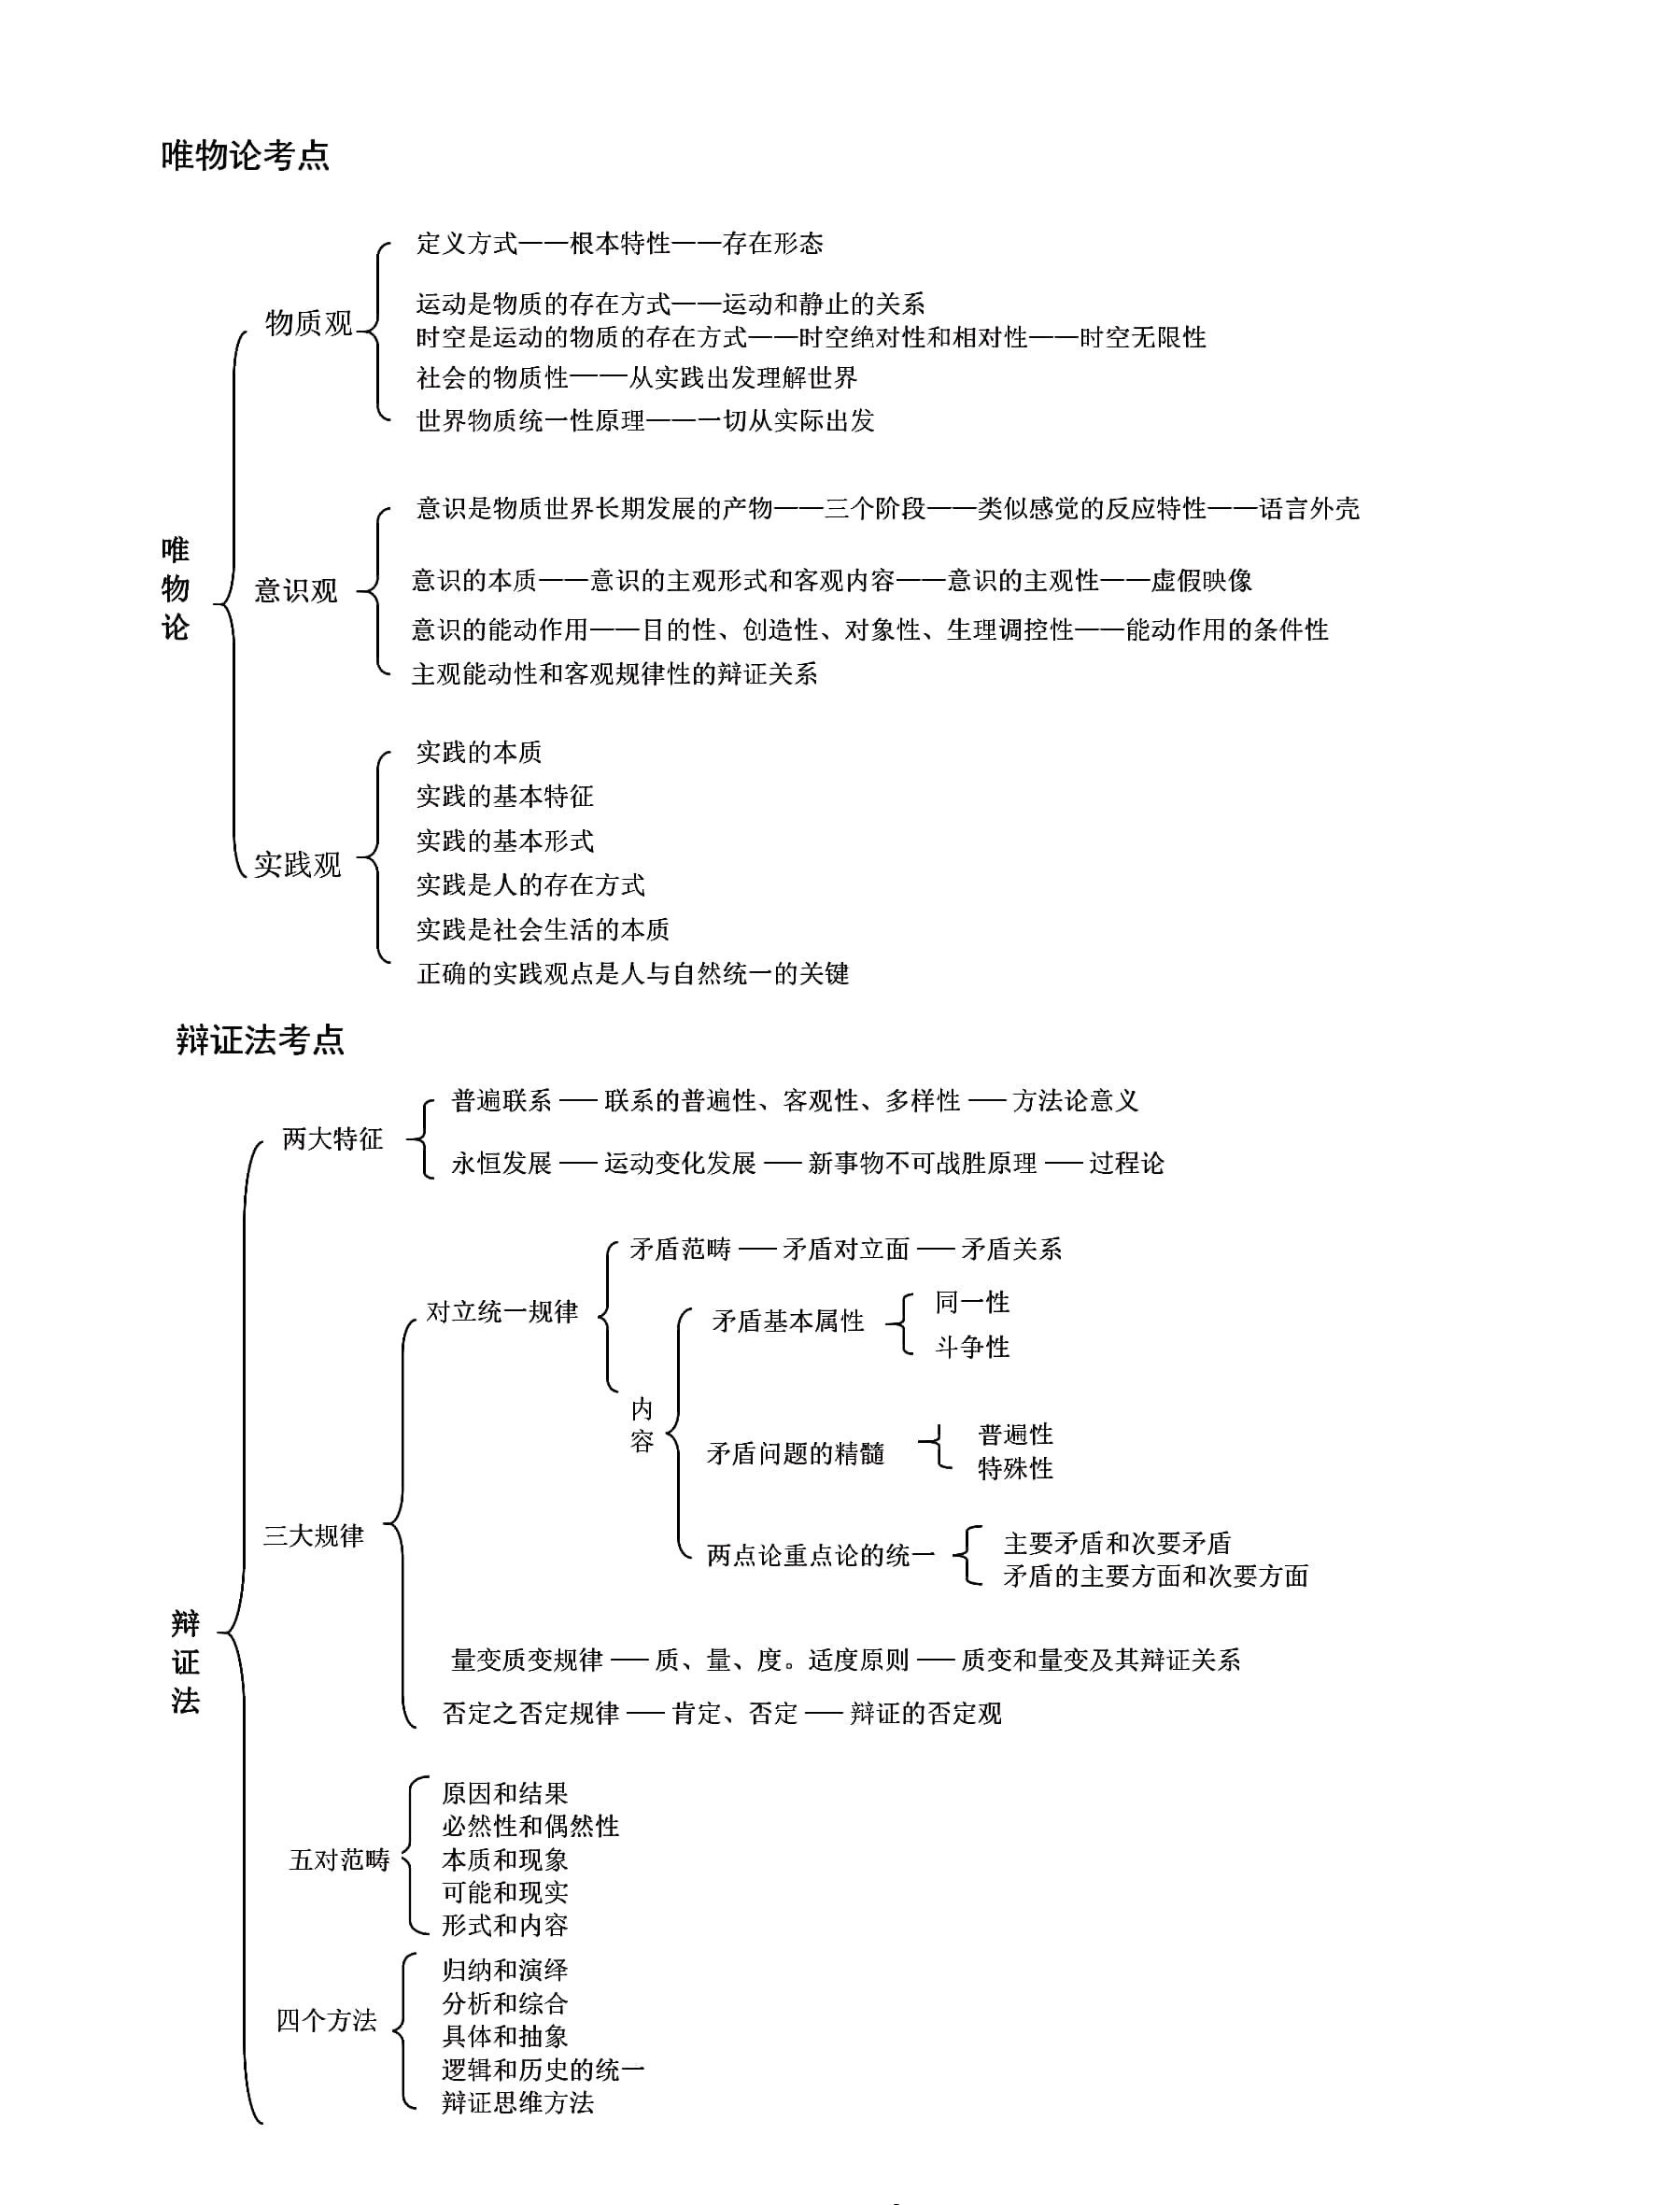 唯物论考点
唯物论
物质观
定义方式——根本特性——存在形态
运动是物质的存在方式——运动和静止的关系
时空是运动的物质的存在方式——时空绝对性和相对性——时空无限性
社会的物质性——从实践出发理解世界
世界物质统一性原理——一切从实际出发
意识观
意识是物质世界长期发展的产物——三个阶段——类似感觉的反应特性——语言外壳
意识的本质——意识的主观形式和客观内容——意识的主观性——虚假映像
意识的能动作用——目的性、创造性、对象性、生理调控性——能动作用的条件性
主观能动性和客观规律性的辩证关系
实践观
实践的本质
实践的基本特征
实践的基本形式
实践是人的存在方式
实践是社会生活的本质
正确的实践观点是人与自然统一的关键
辩证法考点
辩证法
两大特征
普遍联系 — 联系的普遍性、客观性、多样性 — 方法论意义
永恒发展 — 运动变化发展 — 新事物不可战胜原理 — 过程论
三大规律
对立统一规律
矛盾范畴 — 矛盾对立面 — 矛盾关系
内容
矛盾基本属性
同一性
斗争性
矛盾问题的精髓
普遍性
特殊性
两点论重点论的统一
主要矛盾和次要矛盾
矛盾的主要方面和次要方面
量变质变规律 — 质、量、度。适度原则 — 质变和量变及其辩证关系
否定之否定规律 — 肯定、否定 — 辩证的否定观
五对范畴
原因和结果
必然性和偶然性
本质和现象
可能和现实
形式和内容
四个方法
归纳和演绎
分析和综合
具体和抽象
逻辑和历史的统一
辩证思维方法